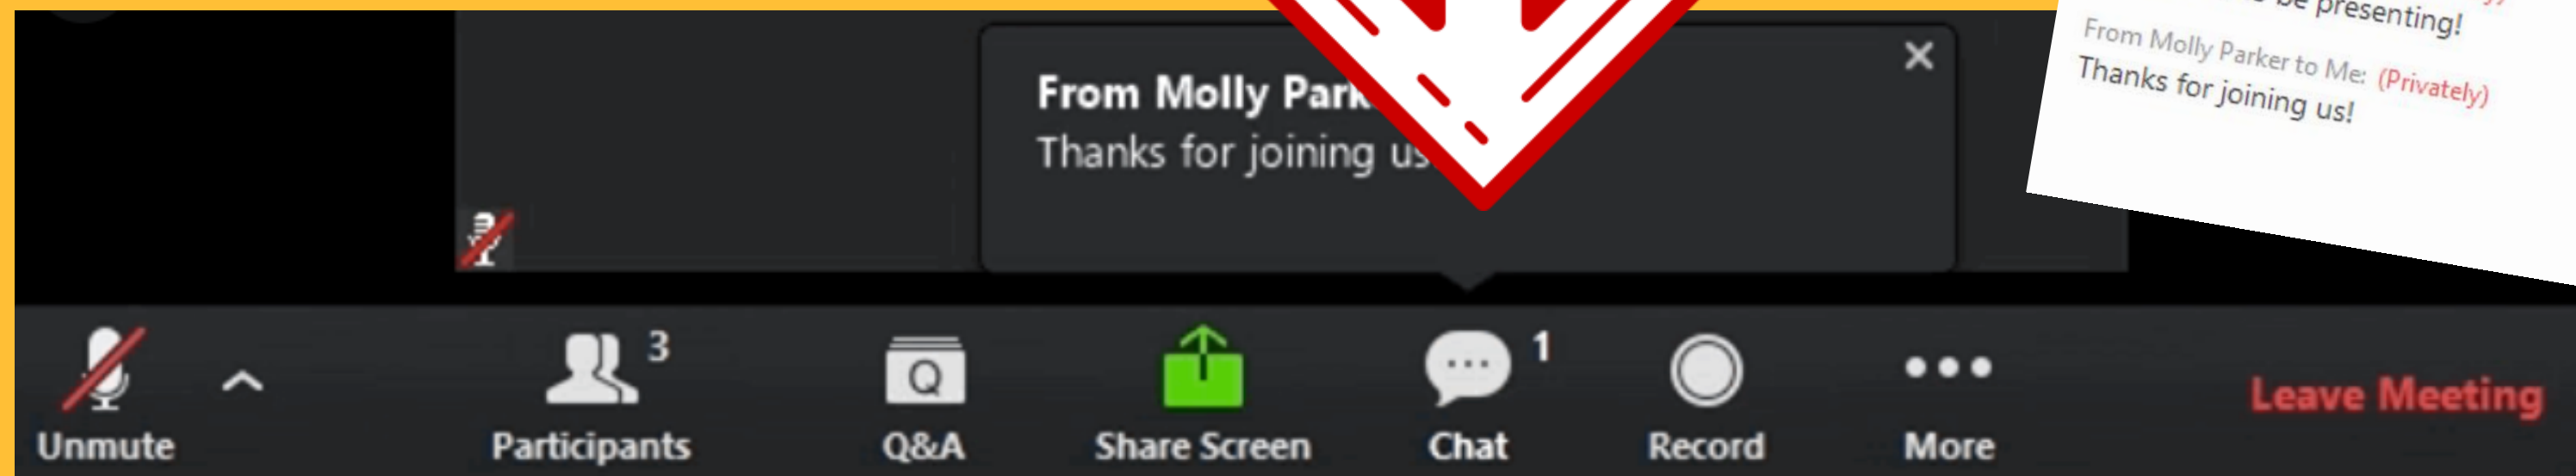 be presenting!
From Molly Parker to Me: (Privately)
Thanks for joining us!
From Molly
Thanks for joining us
3
1
Unmute
Participants
Q
Q&A
Share Screen
Chat
Record
More
Leave Meeting